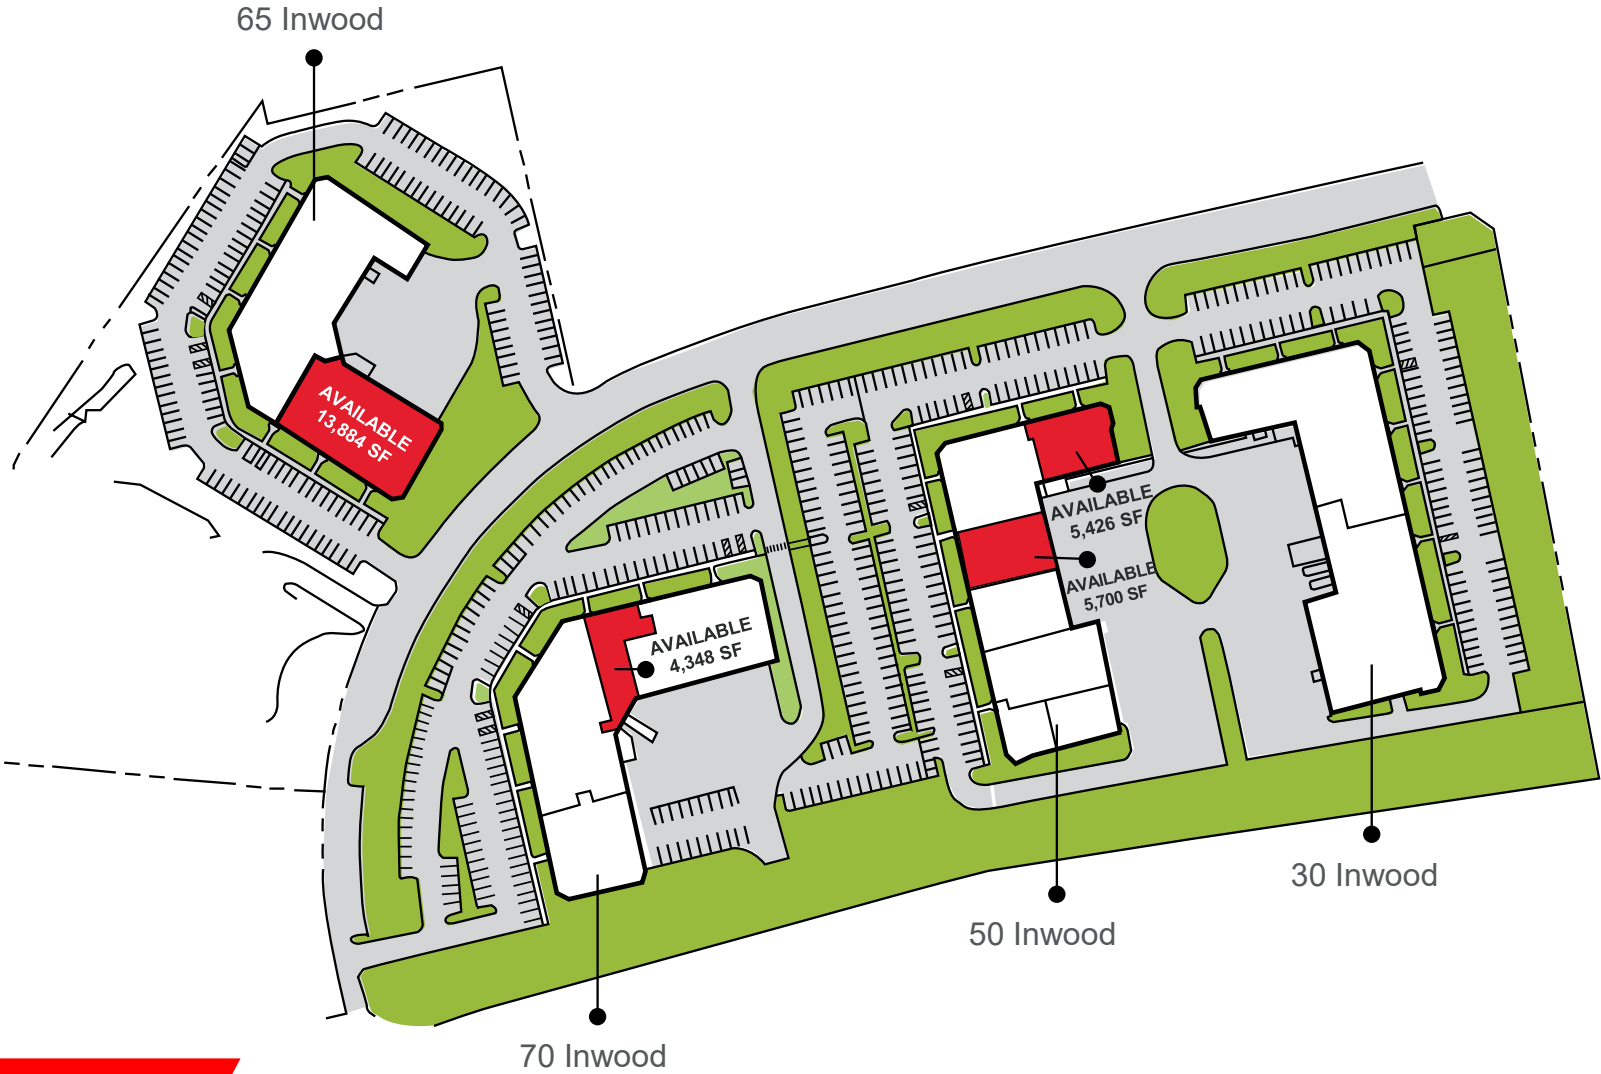 65 Inwood
AVAILABLE
13,884 SF
AVAILABLE
5,426 SF
AVAILABLE
5,700 SF
AVAILABLE
4,348 SF
30 Inwood
50 Inwood
70 Inwood